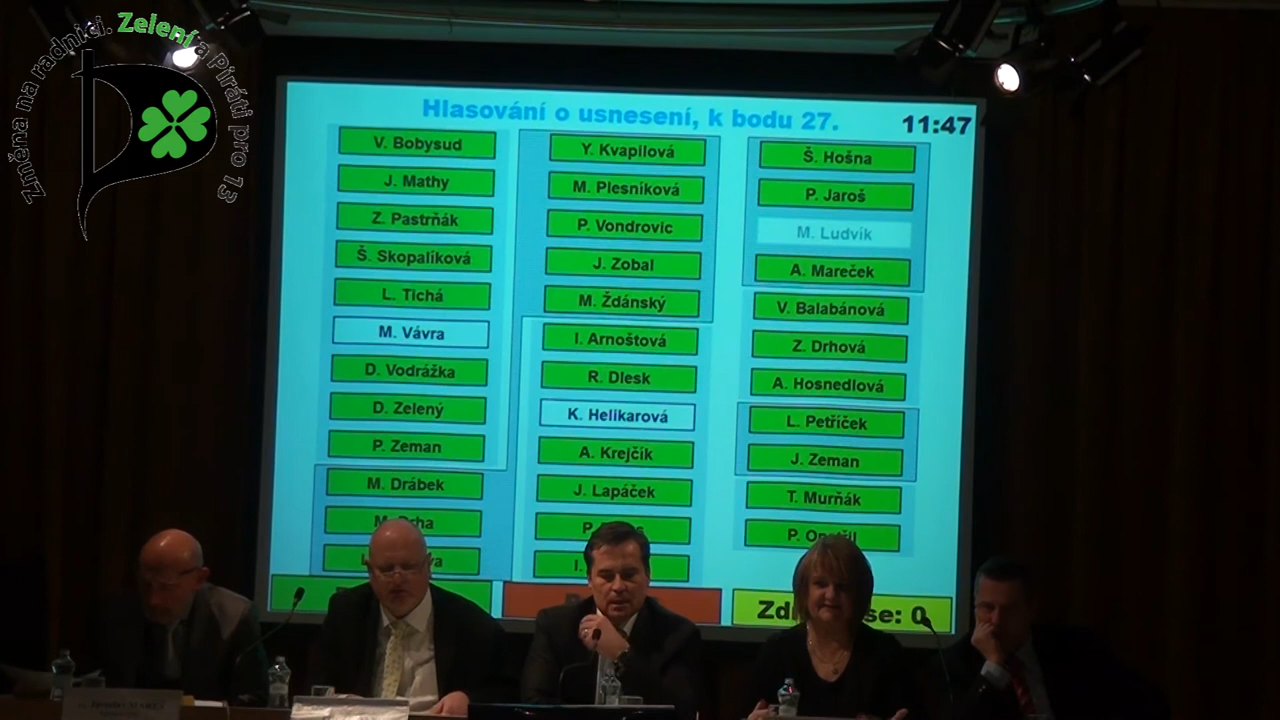 Změna na radnici. Zelení a Piráti pro 13
Hlasování o usnesení, k bodu 27.
11:47
V. Bobysud
J. Mathy
Z. Pastrňák
Š. Skopalíková
L. Tichá
M. Vávra
D. Vodrážka
D. Zelený
P. Zeman
M. Drábek
Y. Kvapilová
M. Plesníková
P. Vondrovic
J. Zobal
M. Ždánský
I. Arnoštová
R. Dlesk
K. Helikarová
A. Krejčík
J. Lapáček
Š. Hošna
P. Jaroš
M. Ludvík
A. Mareček
V. Balabánová
Z. Drhová
A. Hosnedlová
L. Petříček
J. Zeman
T. Murňák
se: 0